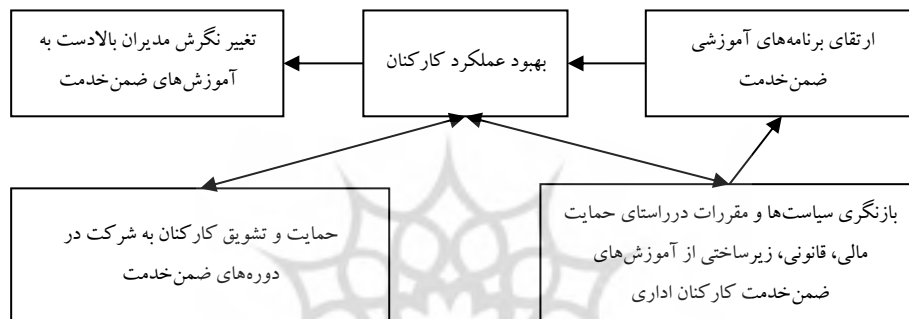 ارتقای برنامه‌های آموزشی
ضمن‌خدمت
بهبود عملکرد کارکنان
تغییر نگرش مدیران بالادست به
آموزش‌های ضمن‌خدمت
بازنگری سیاست‌ها و مقررات درراستای حمایت
مالی، قانونی، زیرساختی از آموزش‌های
ضمن‌خدمت کارکنان اداری
حمایت و تشویق کارکنان به شرکت در
دوره‌های ضمن‌خدمت